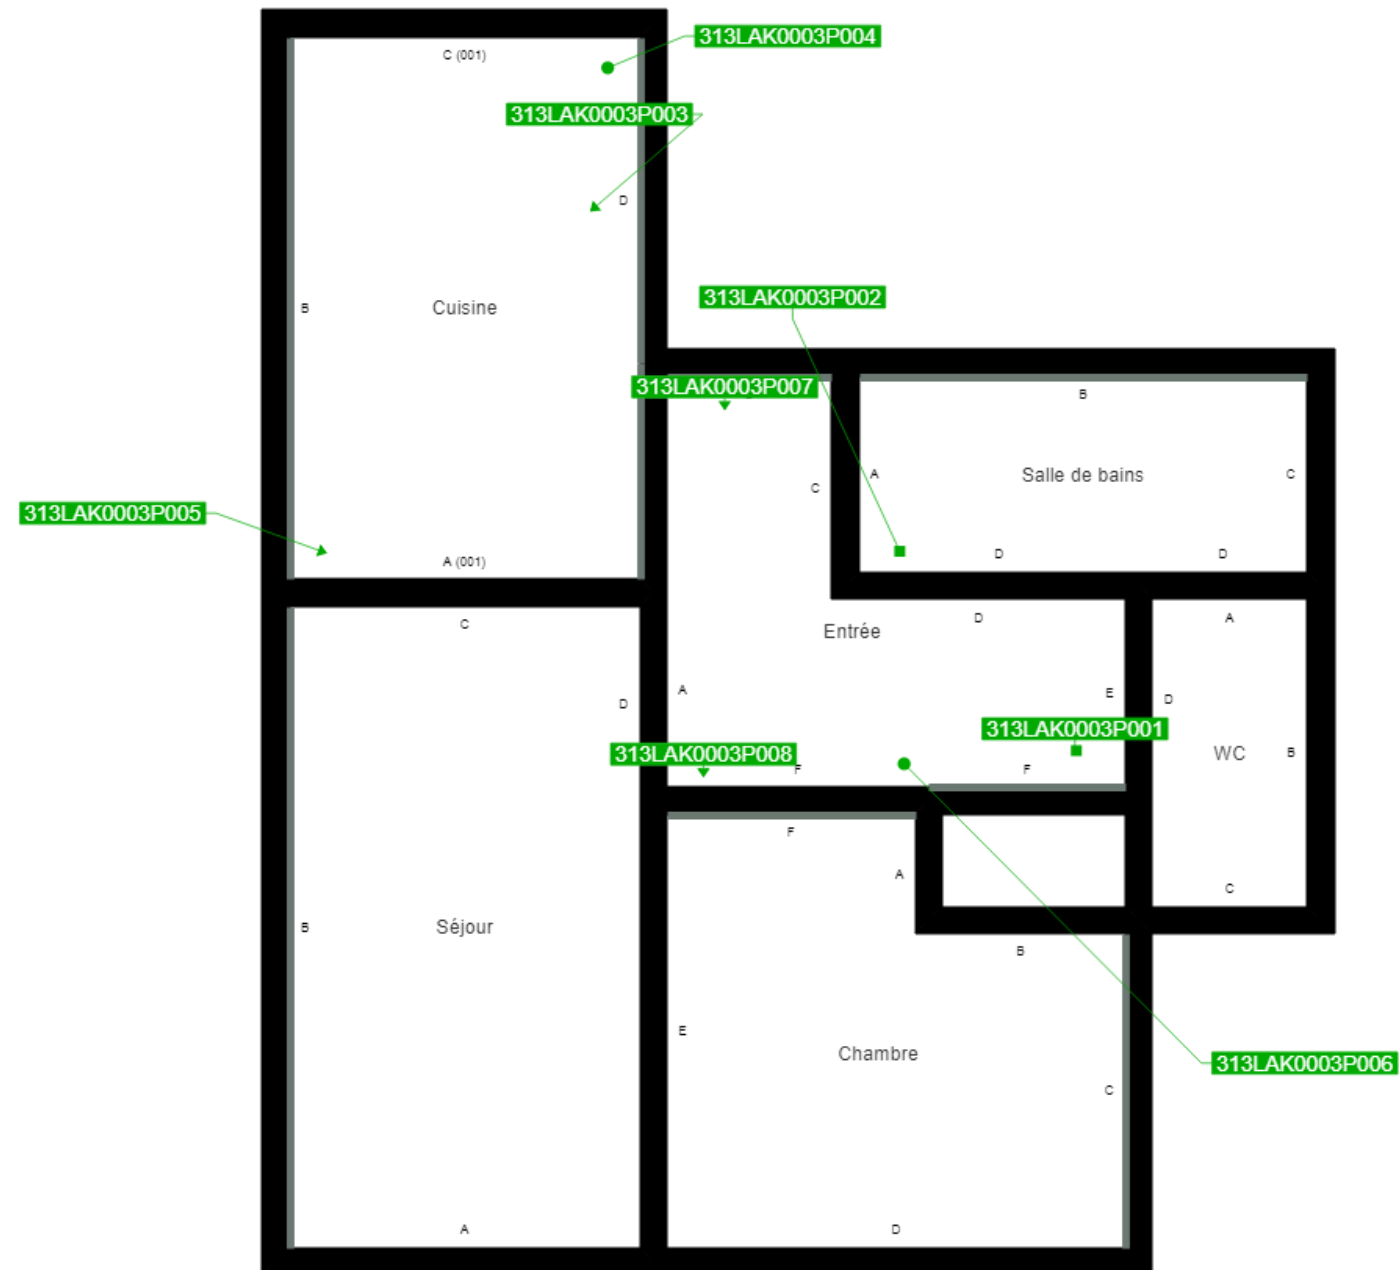 313LAK0003P004
C (001)
313LAK0003P003
D
313LAK0003P002
B
Cuisine
313LAK0003P007
B
A
Salle de bains
C
C
313LAK0003P005
A (001)
D
D
C
Entrée
D
A
D
A
E
D
313LAK0003P001
313LAK0003P008
F
F
WC
B
F
A
C
B
Séjour
B
E
Chambre
313LAK0003P006
C
A
D